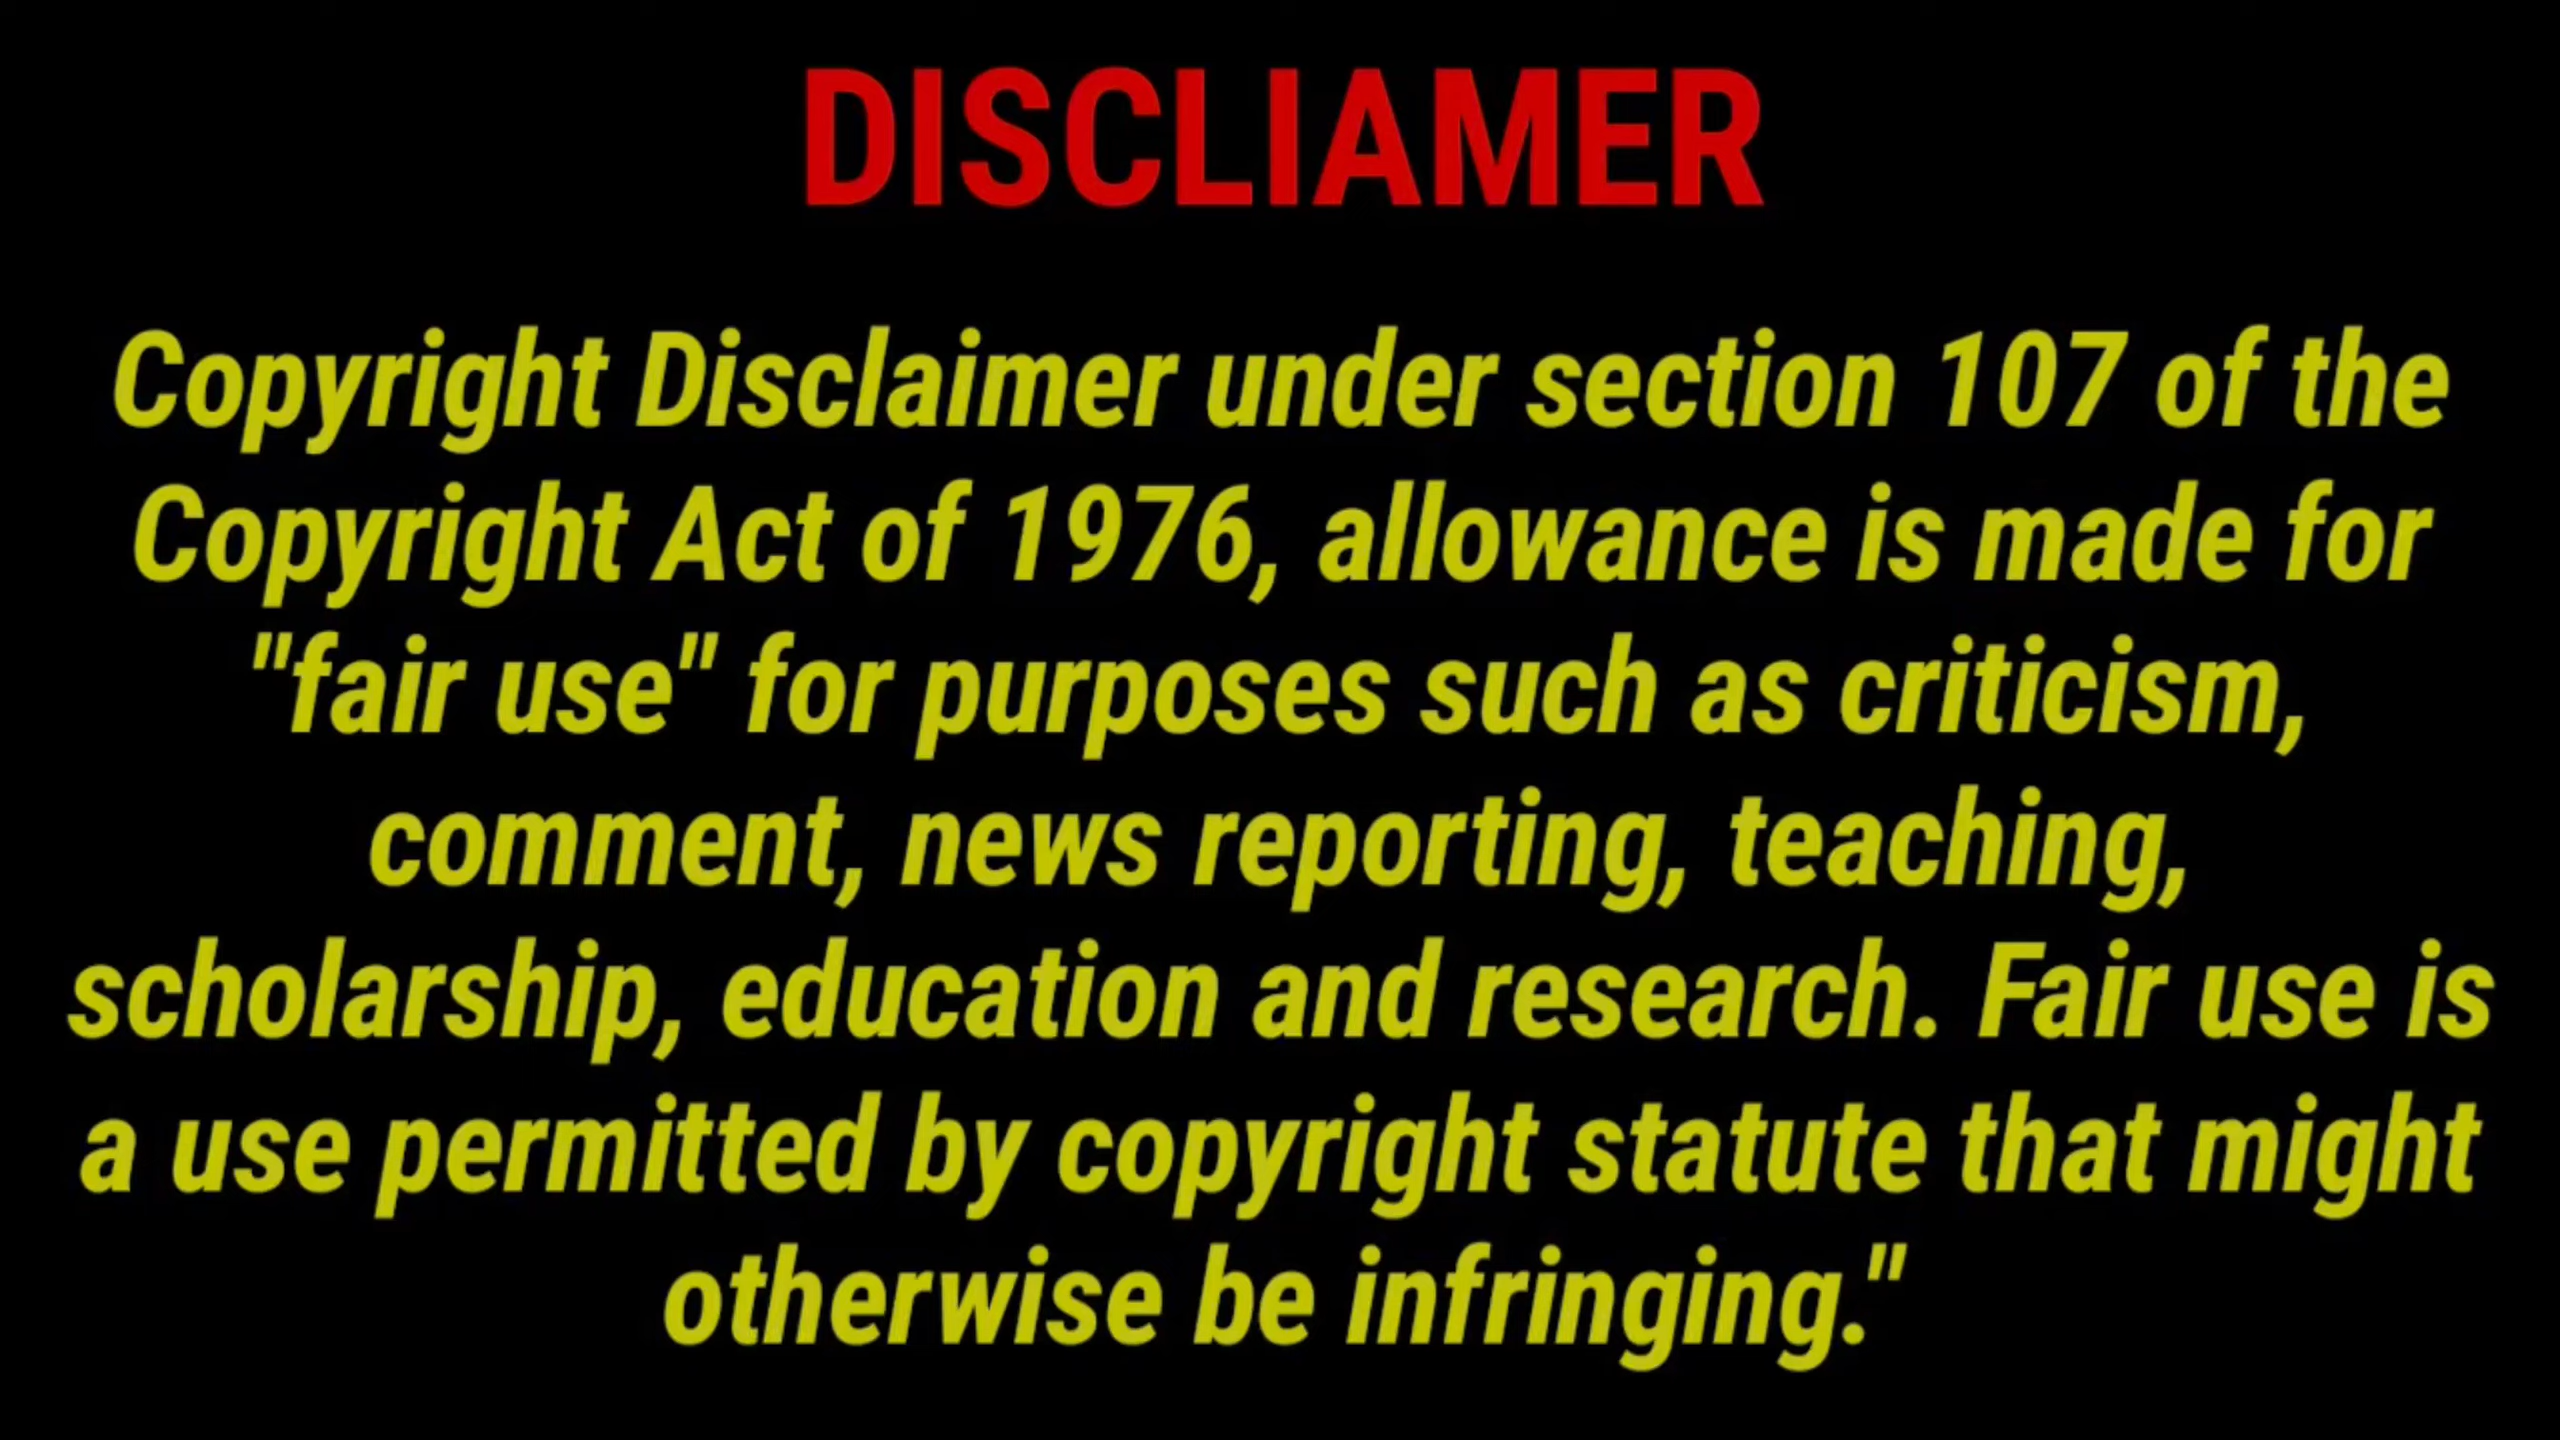 DISCLIAMER
Copyright Disclaimer under section 107 of the
Copyright Act of 1976, allowance is made for
"fair use" for purposes such as criticism,
comment, news reporting, teaching,
scholarship, education and research. Fair use is
a use permitted by copyright statute that might
otherwise be infringing."